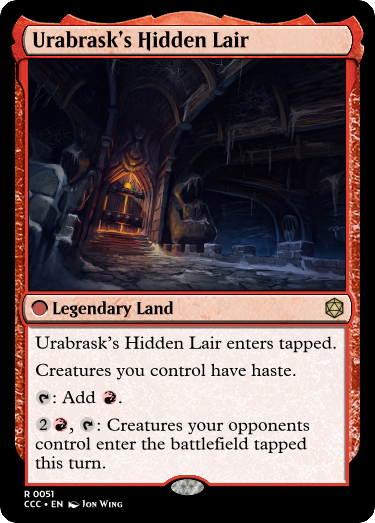 Urabrask's Hidden Lair
Legendary Land
Urabrask's Hidden Lair enters tapped.
Creatures you control have haste.
: Add .
2 , : Creatures your opponents
control enter the battlefield tapped
this turn.
R 0051
CCC • EN Jon Wing